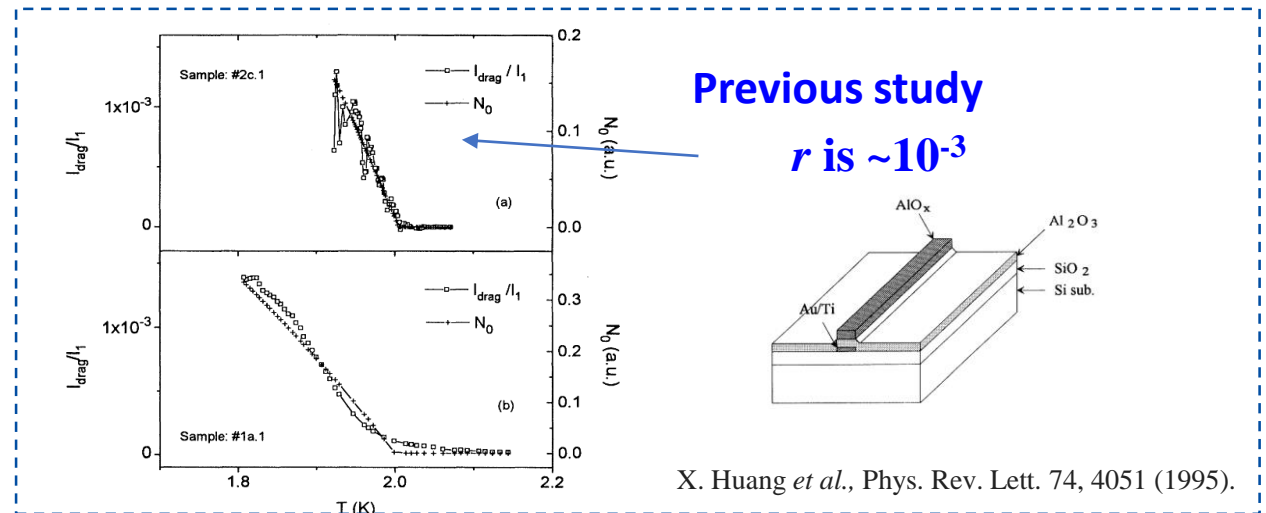 0.2
Sample: #2c.1
I_drag / I_1
N_0
1x10^-3
I_drag/I_1
0.1
N_0 (a.u.)
(a)
0
0.0
I_drag /I_1
N_0
0.3
1x10^-3
I_drag/I_1
0.2
N_0 (a.u.)
0.1
(b)
Sample: #1a.1
0
0.0
1.8
2.0
2.2
T (K)
Previous study
r is ~10^-3
AlO_x
Al_2O_3
SiO_2
Si sub.
Au/Ti
X. Huang et al., Phys. Rev. Lett. 74, 4051 (1995).